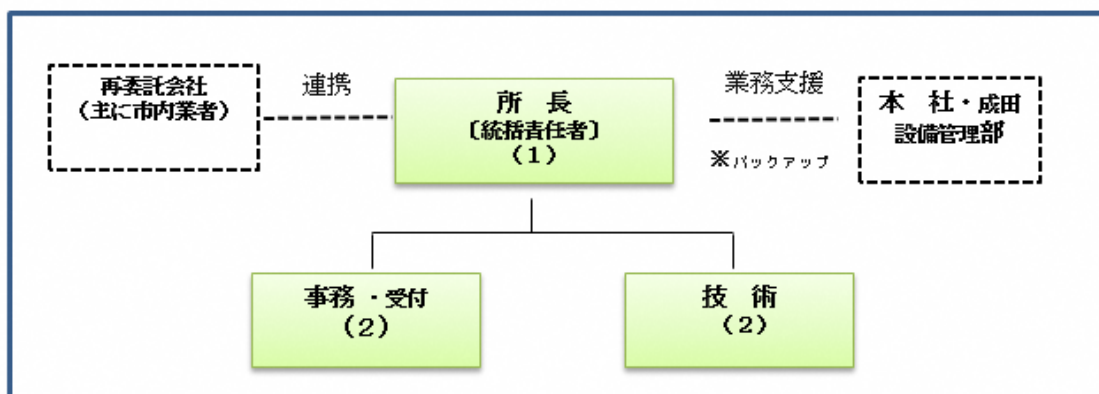 再委託会社
（主に市内業者）
連携
所　長
〔統括責任者〕
（１）
業務支援
※バックアップ
本　社・成田
設備管理部
事務・受付
（２）
技　術
（２）